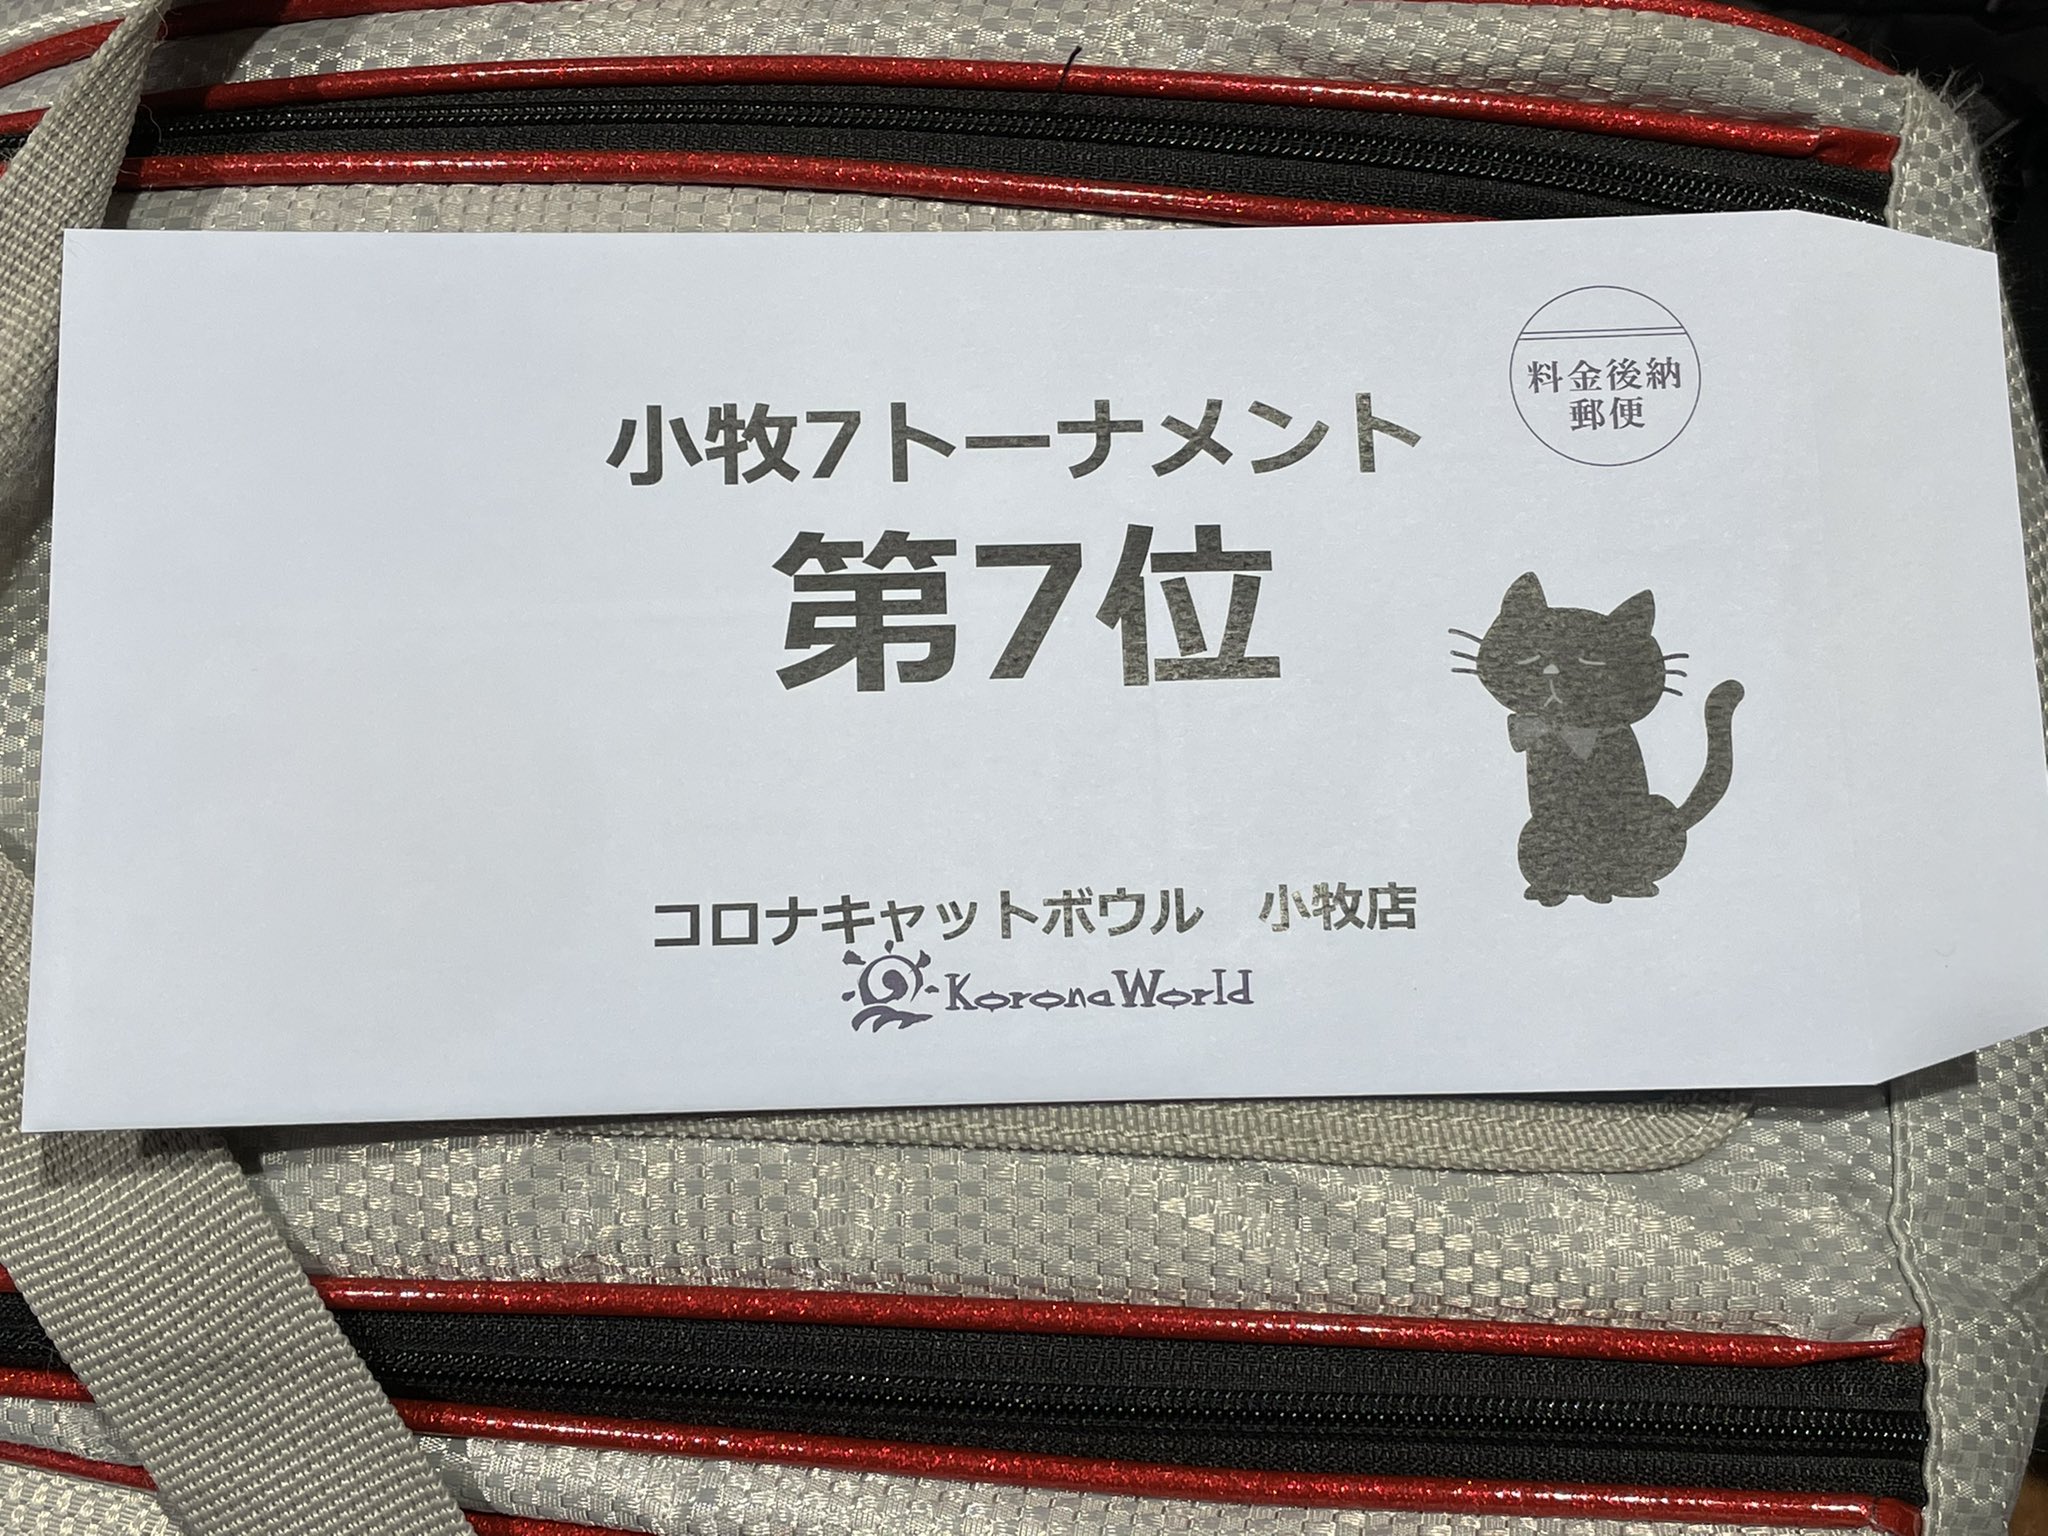 料金後納
郵便
小牧7トーナメント
第7位
コロナキャットボウル　小牧店
KoronaWorld